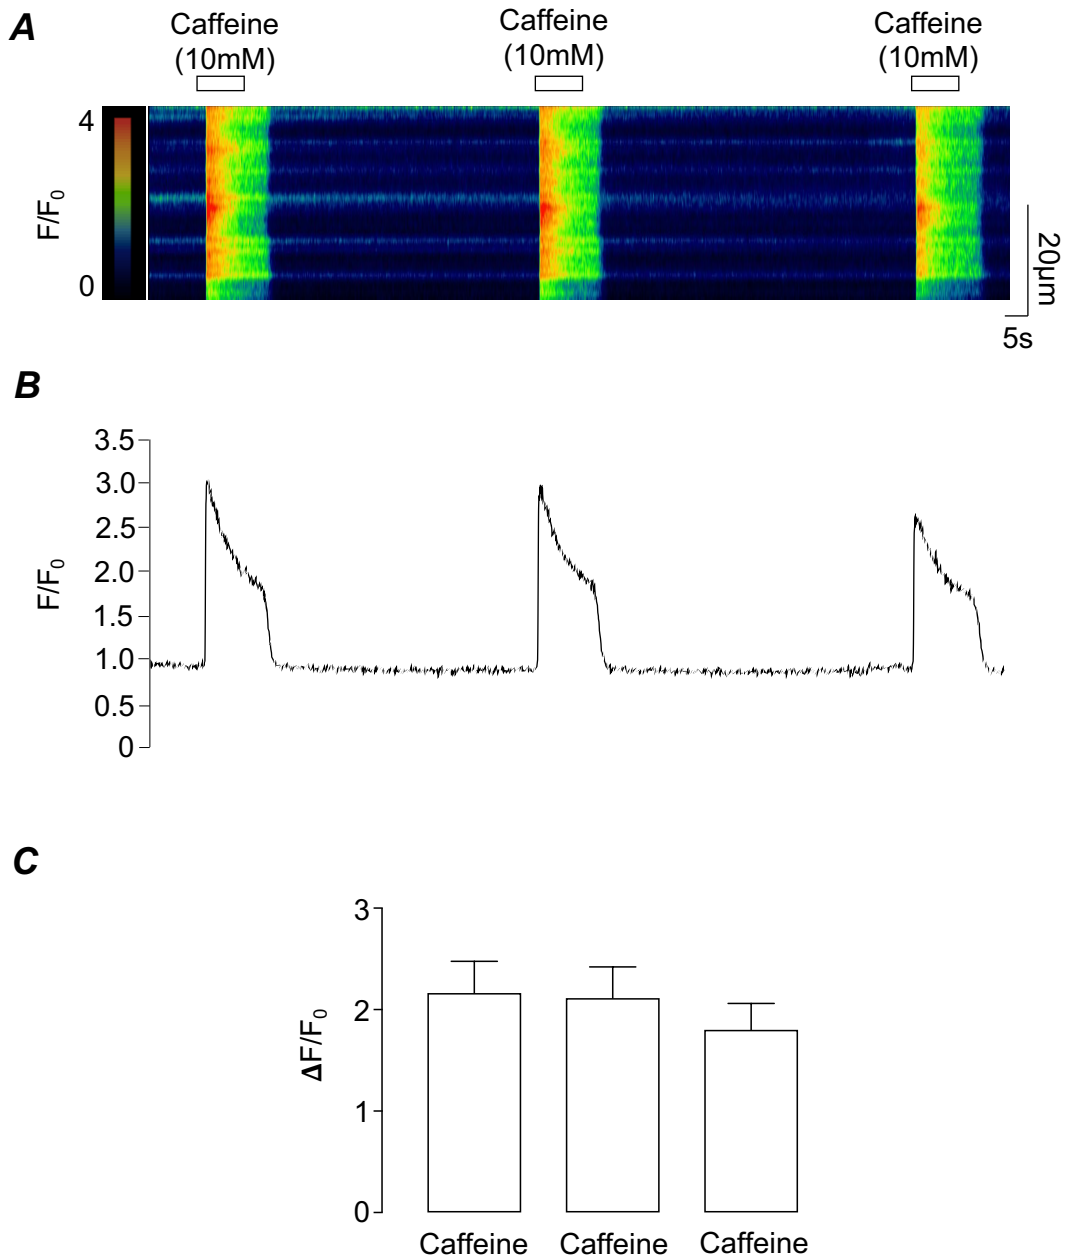 A
Caffeine
(10mM)
Caffeine
(10mM)
Caffeine
(10mM)
4
F/F0
0
20µm
5s
B
3.5
3.0
2.5
2.0
1.5
1.0
0.5
0
F/F0
C
3
2
1
0
ΔF/F0
Caffeine Caffeine Caffeine